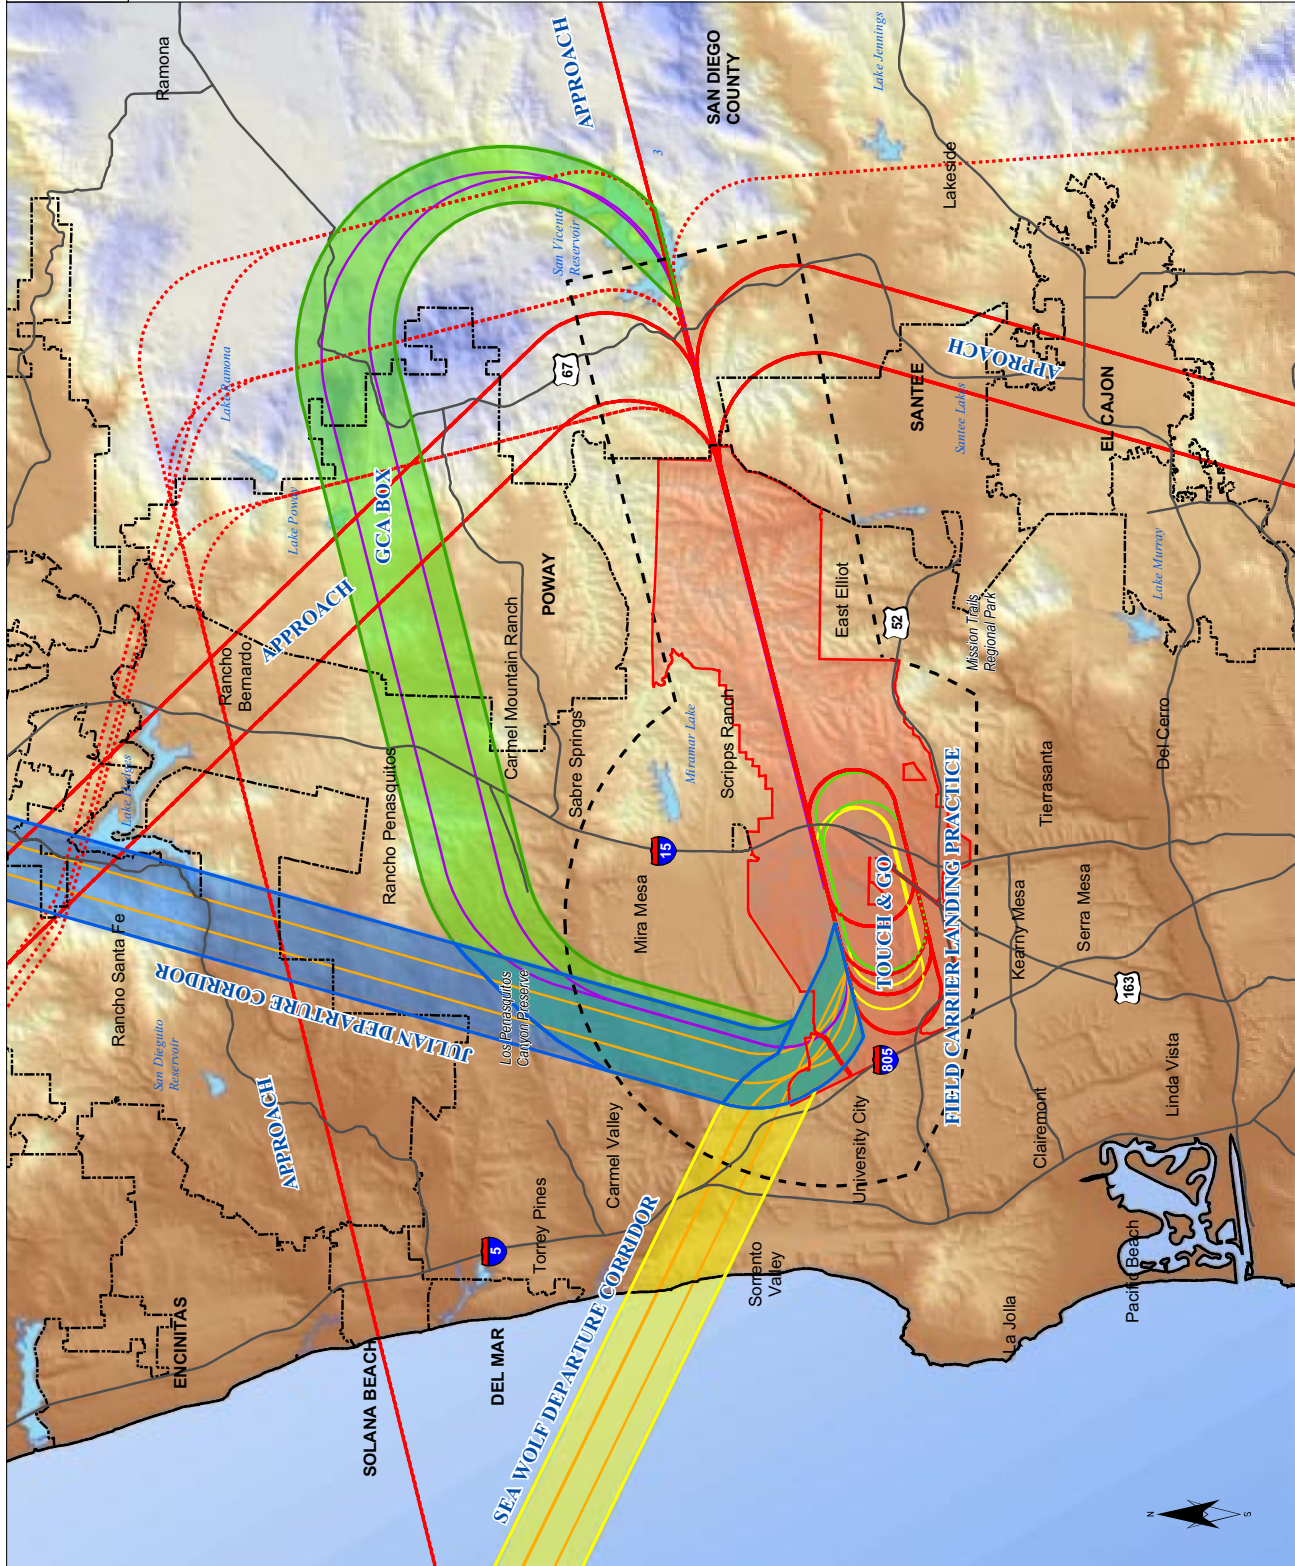 Ramona
APPROACH
SAN DIEGO
COUNTY
Lake Jennings
3
Lakeside
San Vicente
Reservoir
Lake Ramona
67
APPROACH
SANTEE
Santee Lakes
EL CAJON
Lake Poway
GCA BOX
APPROACH
Rancho
Bernardo
Carmel Mountain Ranch
POWAY
East Elliot
52
Mission Trails
Regional Park
Lake Murray
Lake Hodges
Rancho Penasquitos
Sabre Springs
Miramar Lake
Scripps Ranch
15
Tierrasanta
Del Cerro
Rancho Santa Fe
JULIAN DEPARTURE CORRIDOR
Mira Mesa
TOUCH & GO
FIELD CARRIER LANDING PRACTICE
Kearny Mesa
Serra Mesa
163
San Dieguito
Reservoir
Los Penasquitos
Canyon Preserve
805
APPROACH
Carmel Valley
University City
Clairemont
Linda Vista
5
Torrey Pines
SEA WOLF DEPARTURE CORRIDOR
Sorrento
Valley
Pacific Beach
La Jolla
ENCINITAS
SOLANA BEACH
DEL MAR
N
S